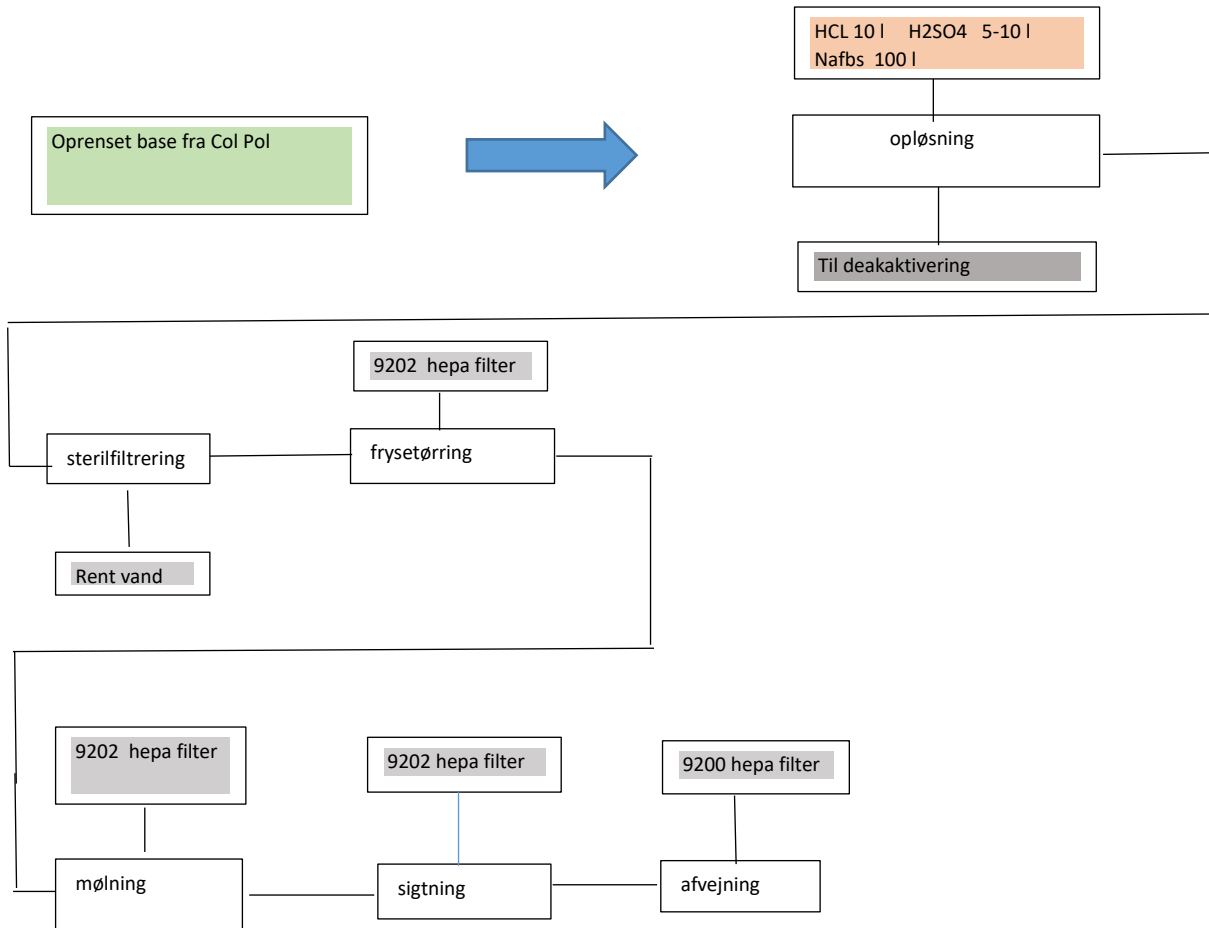 HCL 10 l H2SO4 5-10 l
Nafbs 100 l
Oprenset base fra Col Pol
opløsning
Til deakaktivering
9202 hepa filter
sterilfiltrering
frysetørring
Rent vand
9202 hepa filter
9202 hepa filter
9200 hepa filter
mølning
sigtning
afvejning